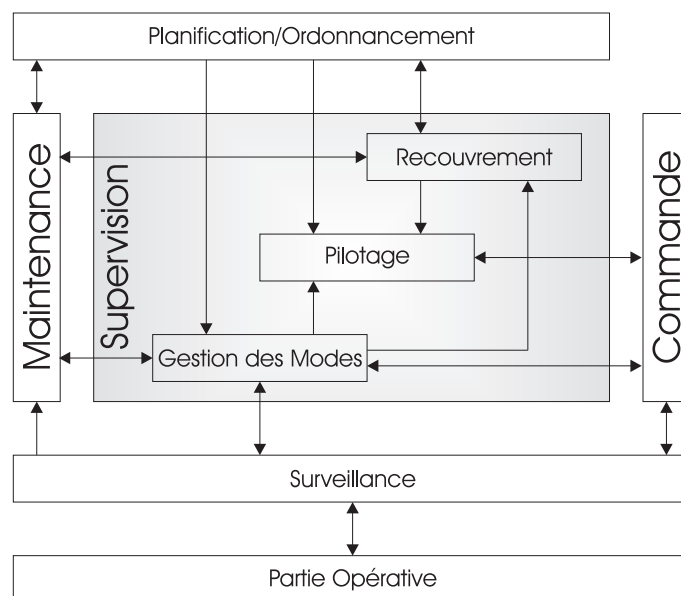 Planification/Ordonnancement
Maintenance
Supervision
Recouvrement
Pilotage
Commande
Gestion des Modes
Surveillance
Partie Opérative